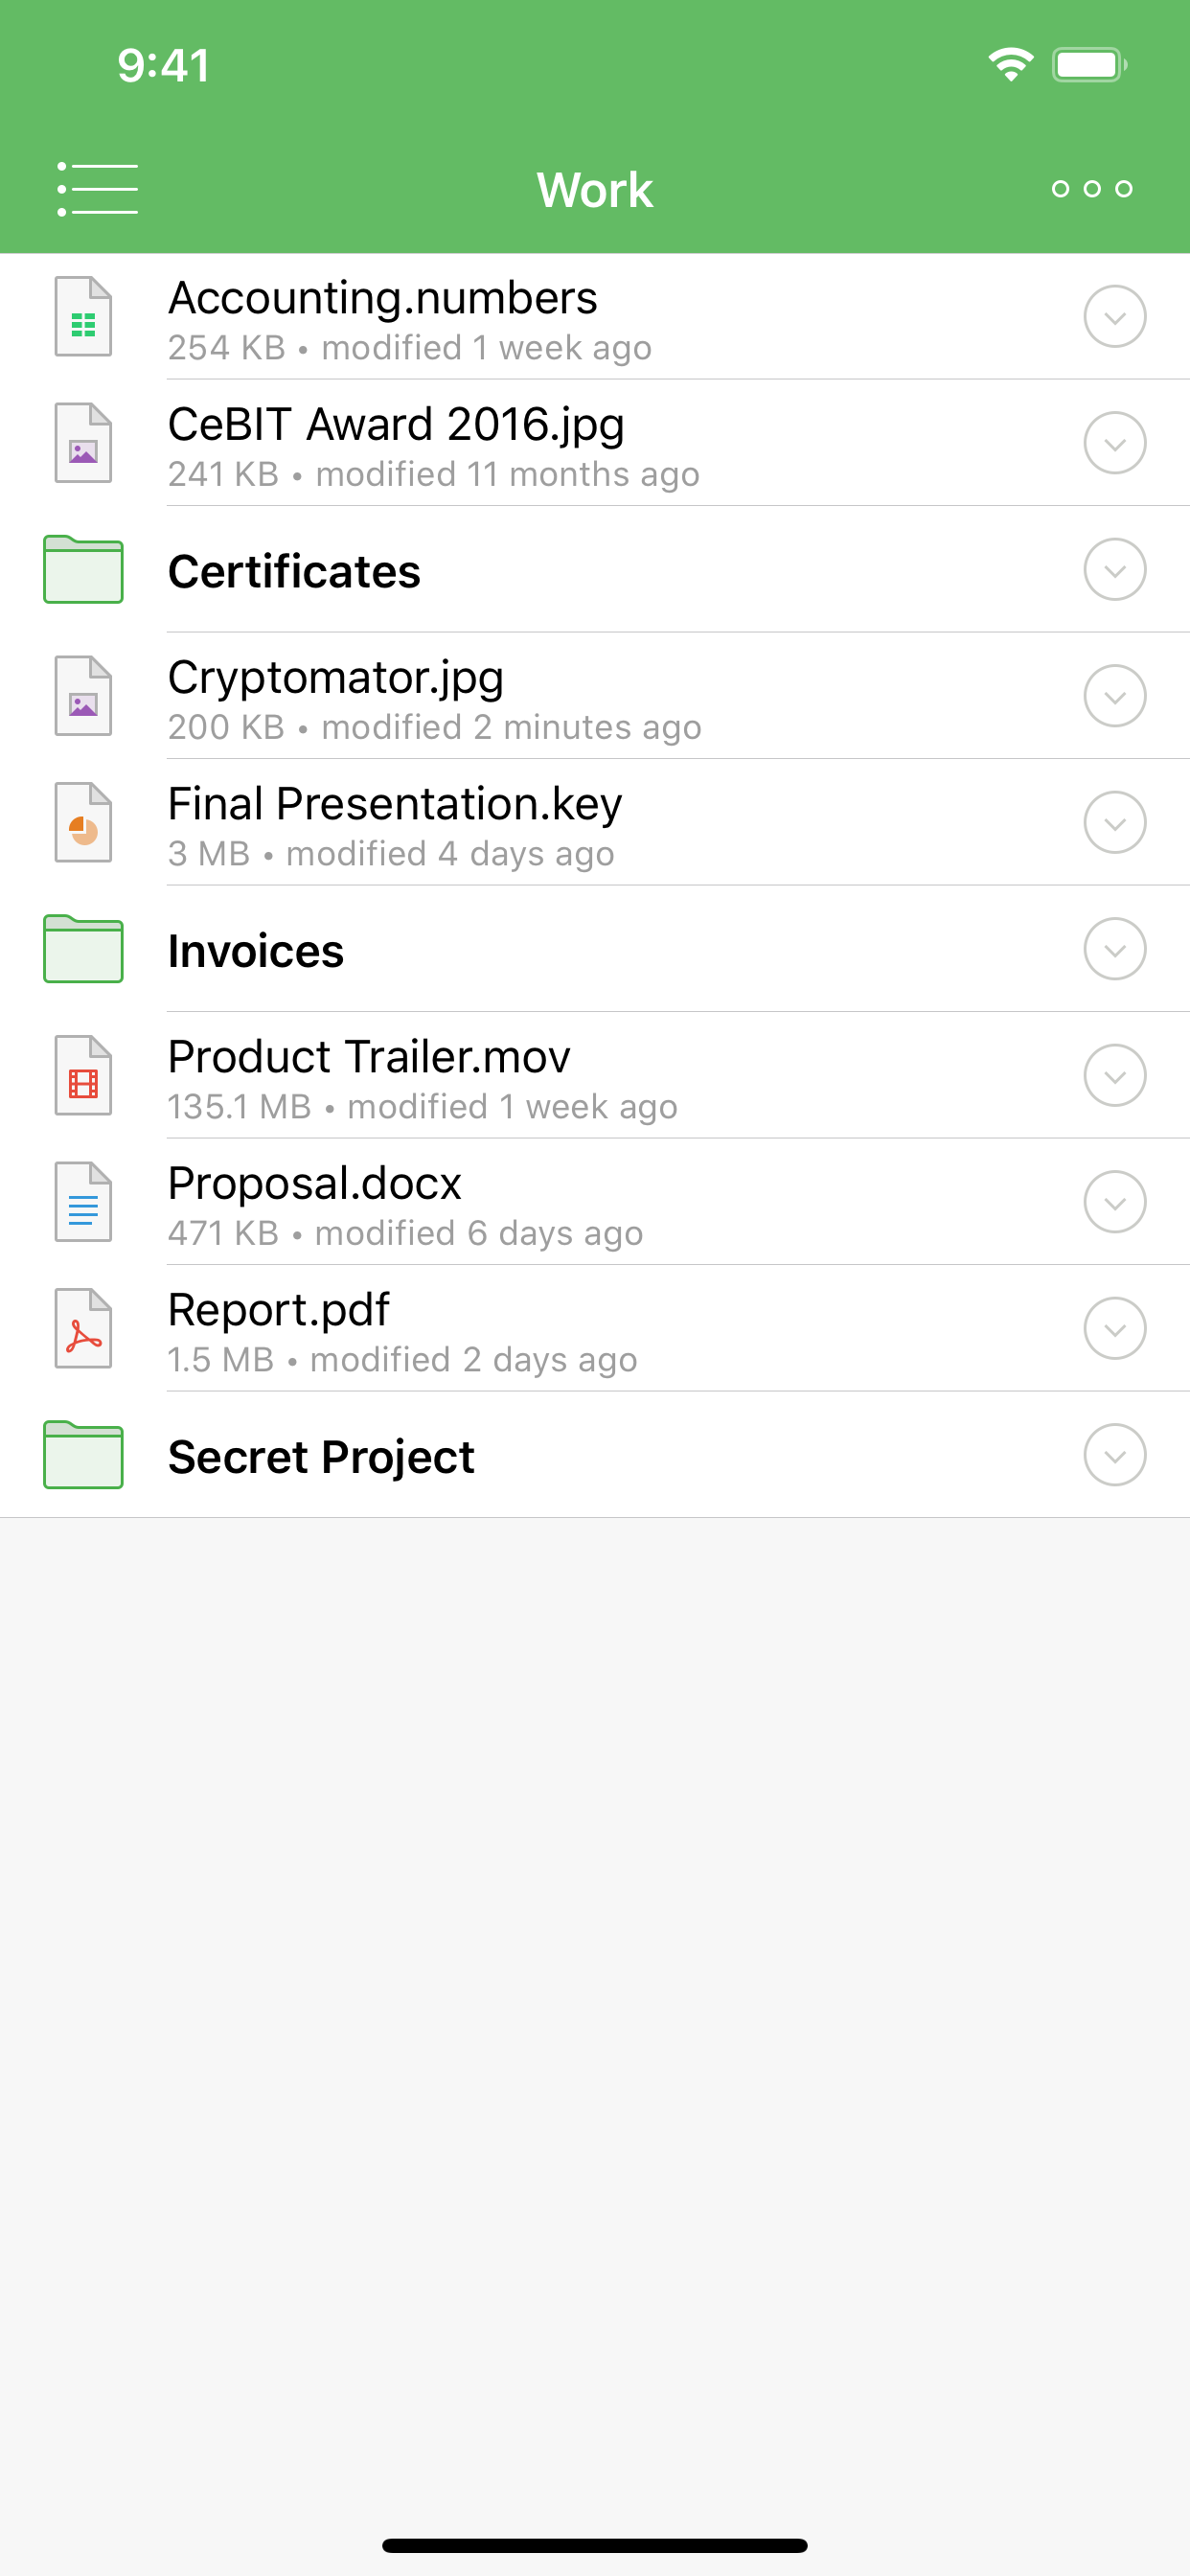 9:41
Work
Accounting.numbers
254 KB • modified 1 week ago
CeBIT Award 2016.jpg
241 KB • modified 11 months ago
Certificates
Cryptomator.jpg
200 KB • modified 2 minutes ago
Final Presentation.key
3 MB • modified 4 days ago
Invoices
Product Trailer.mov
135.1 MB • modified 1 week ago
Proposal.docx
471 KB • modified 6 days ago
Report.pdf
1.5 MB • modified 2 days ago
Secret Project